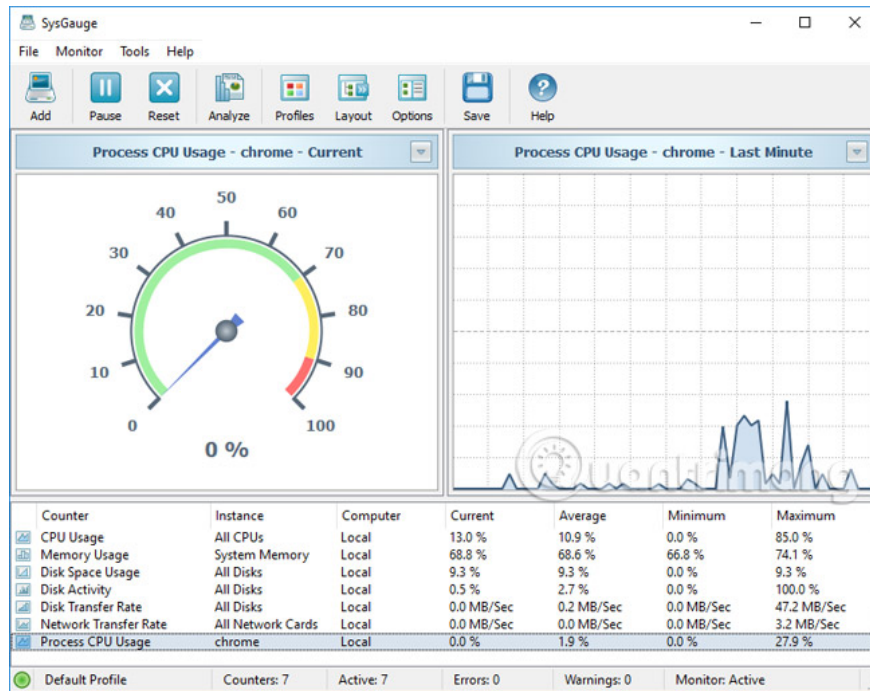 SysGauge
File Monitor Tools Help
Add Pause Reset Analyze Profiles Layout Options Save Help
Process CPU Usage - chrome - Current
Process CPU Usage - chrome - Last Minute
0 10 20 30 40 50 60 70 80 90 100
0 %
Quantrimang
Counter Instance Computer Current Average Minimum Maximum
CPU Usage All CPUs Local 13.0 % 10.9 % 0.0 % 85.0 %
Memory Usage System Memory Local 68.8 % 68.6 % 66.8 % 74.1 %
Disk Space Usage All Disks Local 9.3 % 9.3 % 0.0 % 9.3 %
Disk Activity All Disks Local 0.5 % 2.7 % 0.0 % 100.0 %
Disk Transfer Rate All Disks Local 0.0 MB/Sec 0.2 MB/Sec 0.0 MB/Sec 47.2 MB/Sec
Network Transfer Rate All Network Cards Local 0.0 MB/Sec 0.0 MB/Sec 0.0 MB/Sec 3.2 MB/Sec
Process CPU Usage chrome Local 0.0 % 1.9 % 0.0 % 27.9 %
Default Profile Counters: 7 Active: 7 Errors: 0 Warnings: 0 Monitor: Active